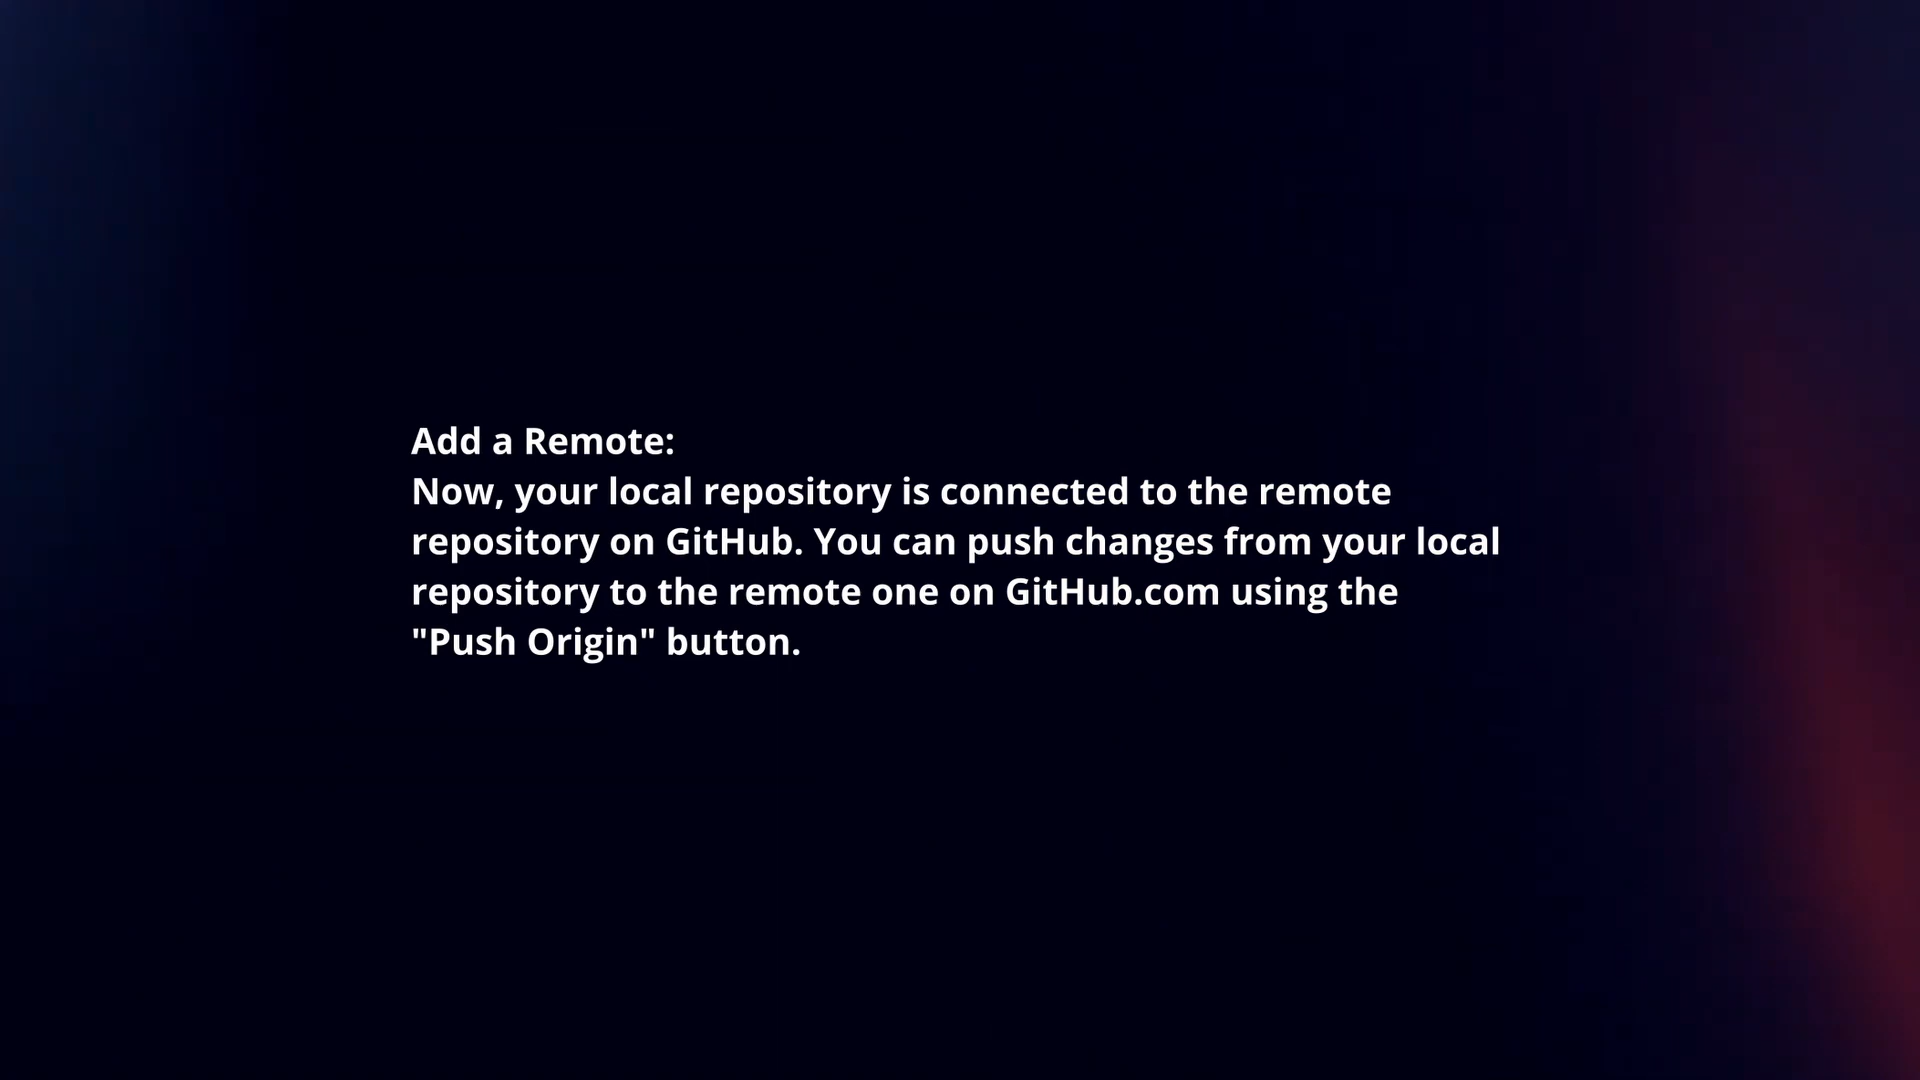 Add a Remote:
Now, your local repository is connected to the remote
repository on GitHub. You can push changes from your local
repository to the remote one on GitHub.com using the
"Push Origin" button.